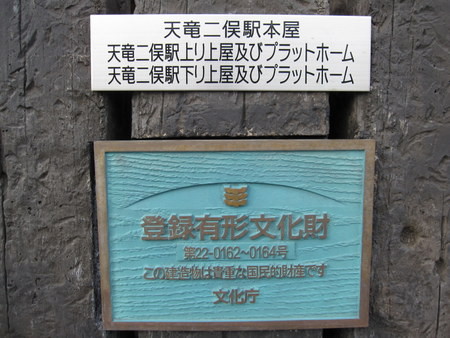 天竜二俣駅本屋
天竜二俣駅上り上屋及びプラットホーム
天竜二俣駅下り上屋及びプラットホーム
登録有形文化財
第22-0162~0164号
この建造物は貴重な国民的財産です
文化庁